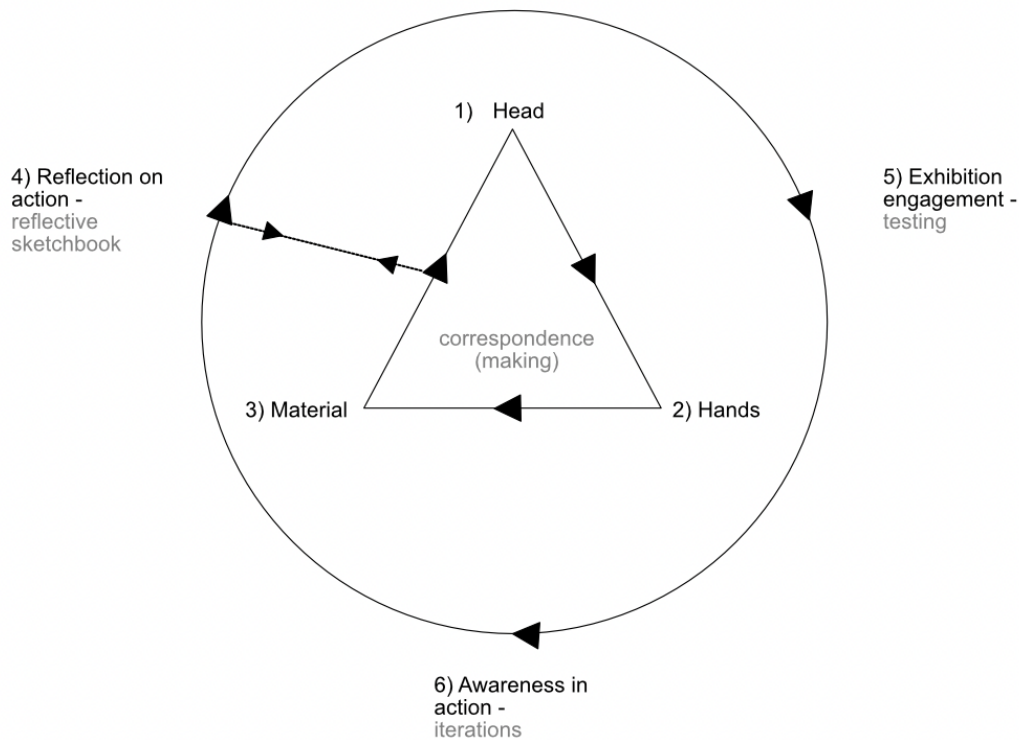 1) Head
4) Reflection on
action -
reflective
sketchbook
5) Exhibition
engagement -
testing
correspondence
(making)
3) Material
2) Hands
6) Awareness in
action -
iterations